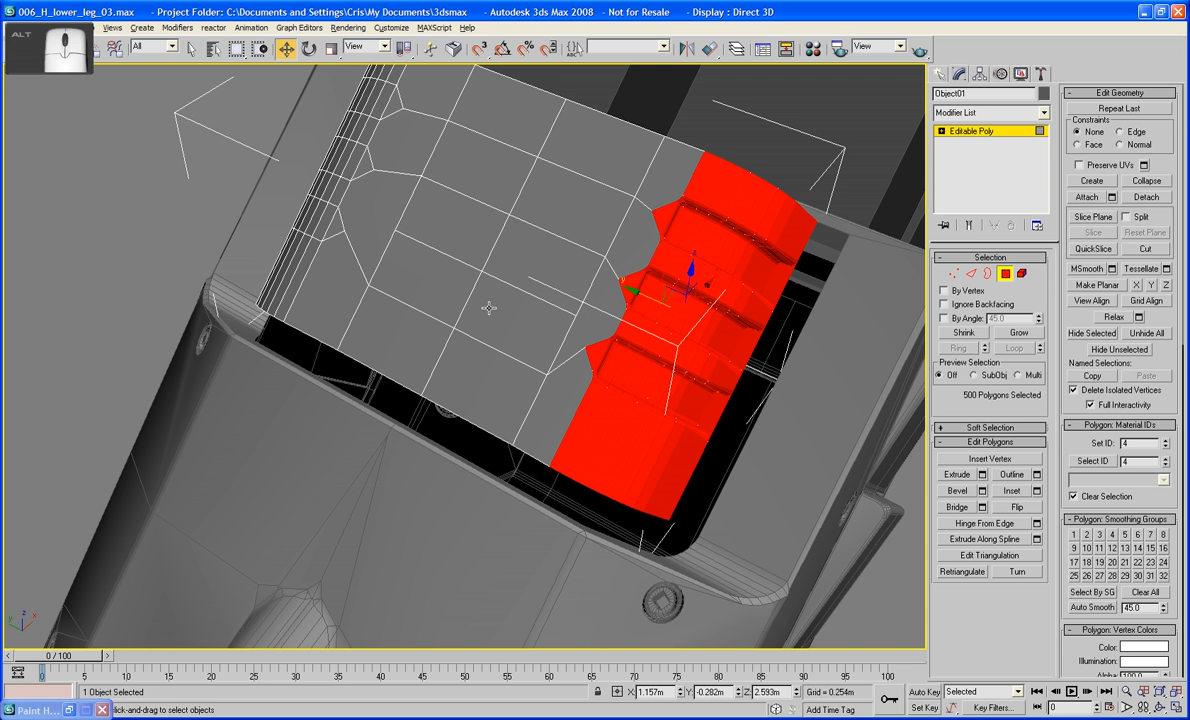 006_H_lower_leg_03.max - Project Folder: C:\Documents and Settings\Cris\My Documents\3dsmax - Autodesk 3ds Max 2008 - Not for Resale - Display : Direct 3D
Views Create Modifiers reactor Animation Graph Editors Rendering Customize MAXScript Help
ALT
All
View
View
Object01
Modifier List
Editable Poly
- Selection
By Vertex
Ignore Backfacing
By Angle: 45.0
Shrink Grow
Ring Loop
Preview Selection
Off SubObj Multi
500 Polygons Selected
+ Soft Selection
- Edit Polygons
Insert Vertex
Extrude Outline
Bevel Inset
Bridge Flip
Hinge From Edge
Extrude Along Spline
Edit Triangulation
Retriangulate Turn
- Edit Geometry
Repeat Last
Constraints
None Edge
Face Normal
Preserve UVs
Create Collapse
Attach Detach
Slice Plane Split
Slice Reset Plane
QuickSlice Cut
MSmooth Tessellate
Make Planar X Y Z
View Align Grid Align
Relax
Hide Selected Unhide All
Hide Unselected
Named Selections:
Copy Paste
Delete Isolated Vertices
Full Interactivity
- Polygon: Material IDs
Set ID: 4
Select ID 4
Clear Selection
- Polygon: Smoothing Groups
1 2 3 4 5 6 7 8
9 10 11 12 13 14 15 16
17 18 19 20 21 22 23 24
25 26 27 28 29 30 31 32
Select By SG Clear All
Auto Smooth 45.0
- Polygon: Vertex Colors
Color:
Illumination:
z x y
0 / 100
0 5 10 15 20 25 30 35 40 45 50 55 60 65 70 75 80 85 90 95 100
1 Object Selected X: 1.157m Y: -0.282m Z: 2.593m Grid = 0.254m Auto Key Selected
Paint H... lick-and-drag to select objects Add Time Tag Set Key Key Filters... 0